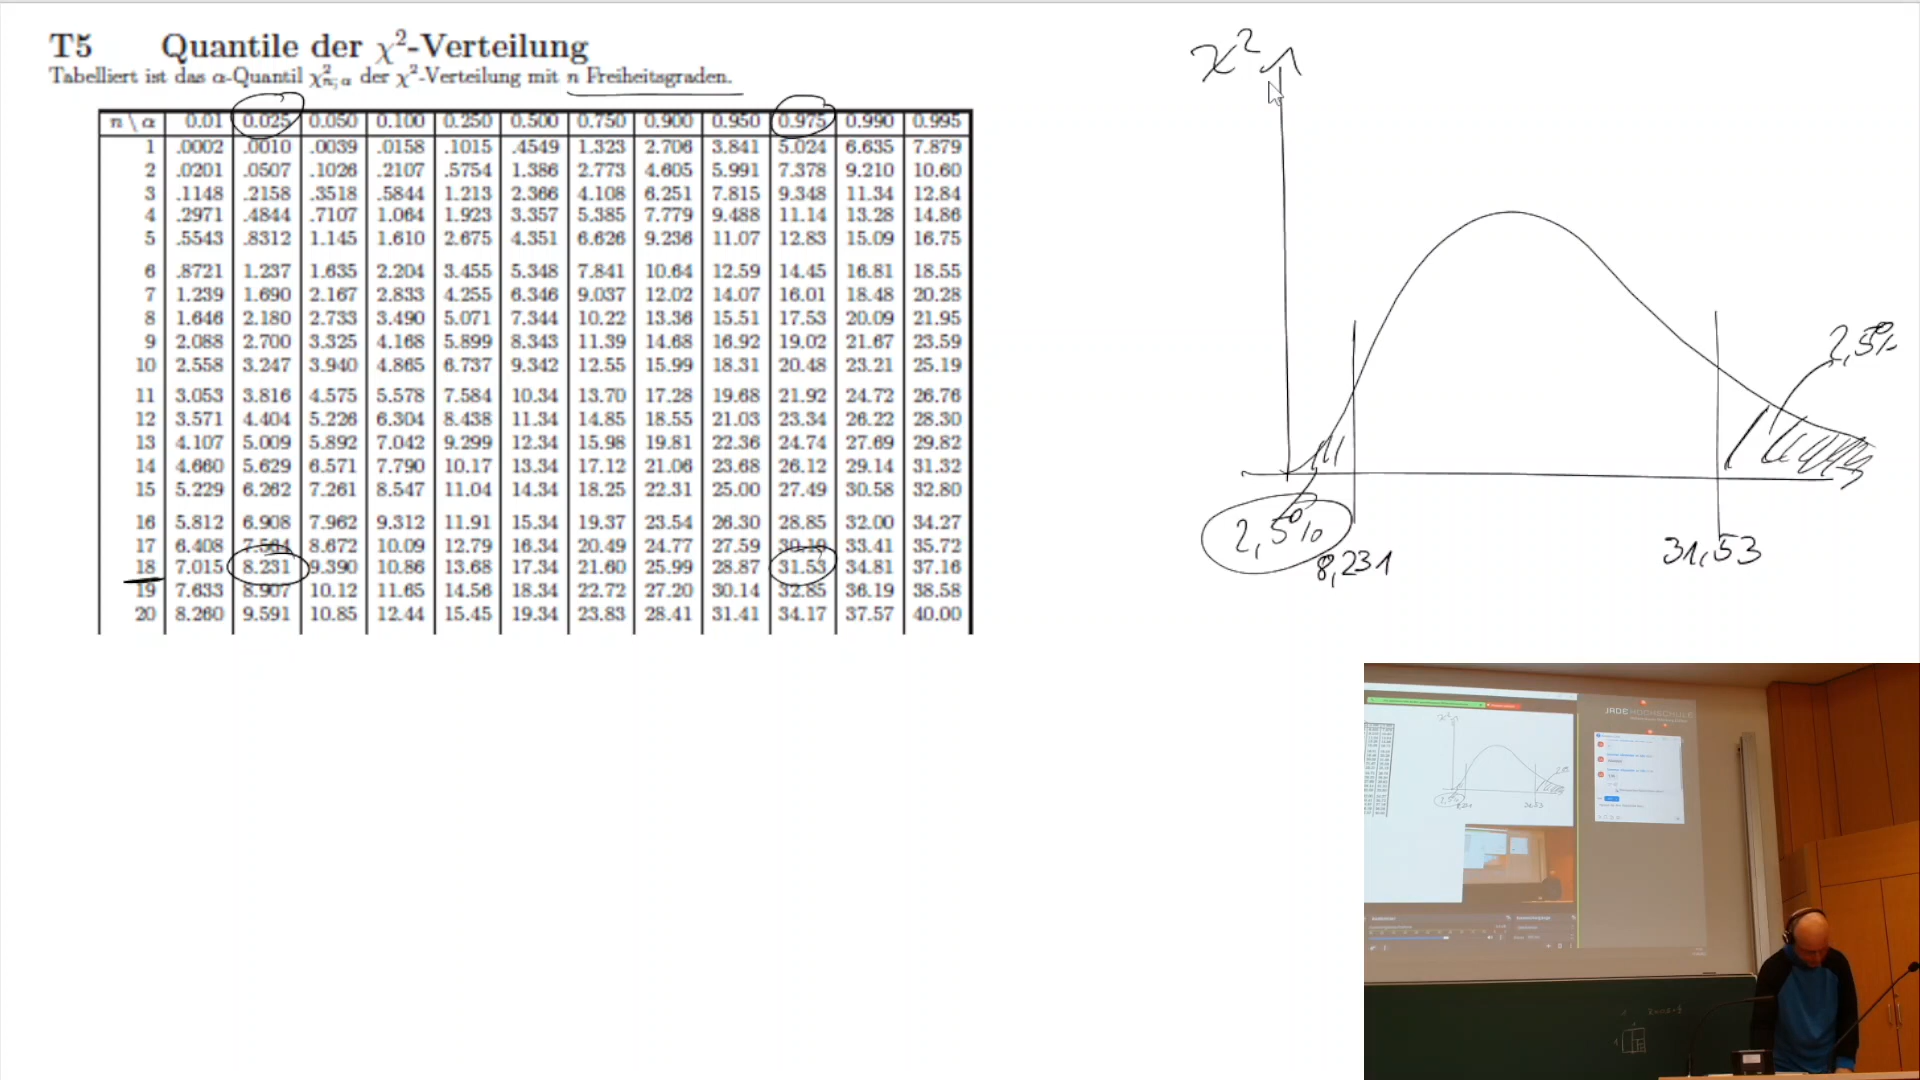 T5 Quantile der χ²-Verteilung
Tabelliert ist das α-Quantil χ²n;α der χ²-Verteilung mit n Freiheitsgraden.
n \ α 0.01 0.025 0.050 0.100 0.250 0.500 0.750 0.900 0.950 0.975 0.990 0.995
1 .0002 .0010 .0039 .0158 .1015 .4549 1.323 2.706 3.841 5.024 6.635 7.879
2 .0201 .0507 .1026 .2107 .5754 1.386 2.773 4.605 5.991 7.378 9.210 10.60
3 .1148 .2158 .3518 .5844 1.213 2.366 4.108 6.251 7.815 9.348 11.34 12.84
4 .2971 .4844 .7107 1.064 1.923 3.357 5.385 7.779 9.488 11.14 13.28 14.86
5 .5543 .8312 1.145 1.610 2.675 4.351 6.626 9.236 11.07 12.83 15.09 16.75
6 .8721 1.237 1.635 2.204 3.455 5.348 7.841 10.64 12.59 14.45 16.81 18.55
7 1.239 1.690 2.167 2.833 4.255 6.346 9.037 12.02 14.07 16.01 18.48 20.28
8 1.646 2.180 2.733 3.490 5.071 7.344 10.22 13.36 15.51 17.53 20.09 21.95
9 2.088 2.700 3.325 4.168 5.899 8.343 11.39 14.68 16.92 19.02 21.67 23.59
10 2.558 3.247 3.940 4.865 6.737 9.342 12.55 15.99 18.31 20.48 23.21 25.19
11 3.053 3.816 4.575 5.578 7.584 10.34 13.70 17.28 19.68 21.92 24.72 26.76
12 3.571 4.404 5.226 6.304 8.438 11.34 14.85 18.55 21.03 23.34 26.22 28.30
13 4.107 5.009 5.892 7.042 9.299 12.34 15.98 19.81 22.36 24.74 27.69 29.82
14 4.660 5.629 6.571 7.790 10.17 13.34 17.12 21.06 23.68 26.12 29.14 31.32
15 5.229 6.262 7.261 8.547 11.04 14.34 18.25 22.31 25.00 27.49 30.58 32.80
16 5.812 6.908 7.962 9.312 11.91 15.34 19.37 23.54 26.30 28.85 32.00 34.27
17 6.408 7.564 8.672 10.09 12.79 16.34 20.49 24.77 27.59 30.19 33.41 35.72
18 7.015 8.231 9.390 10.86 13.68 17.34 21.60 25.99 28.87 31.53 34.81 37.16
19 7.633 8.907 10.12 11.65 14.56 18.34 22.72 27.20 30.14 32.85 36.19 38.58
20 8.260 9.591 10.85 12.44 15.45 19.34 23.83 28.41 31.41 34.17 37.57 40.00
χ²
2,5%
2,5%
8,231
31,53
JADE HOCHSCHULE